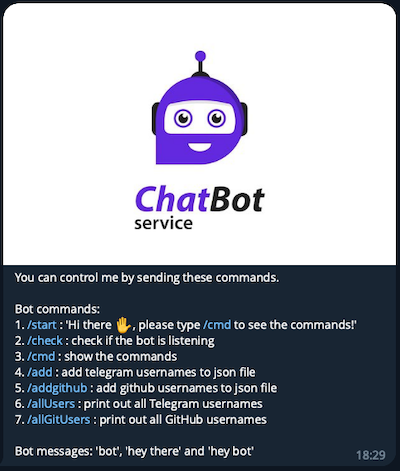 ChatBot
service
You can control me by sending these commands.
Bot commands:
1. /start : 'Hi there ✋, please type /cmd to see the commands!'
2. /check : check if the bot is listening
3. /cmd : show the commands
4. /add : add telegram usernames to json file
5. /addgithub : add github usernames to json file
6. /allUsers : print out all Telegram usernames
7. /allGitUsers : print out all GitHub usernames
Bot messages: 'bot', 'hey there' and 'hey bot'
18:29